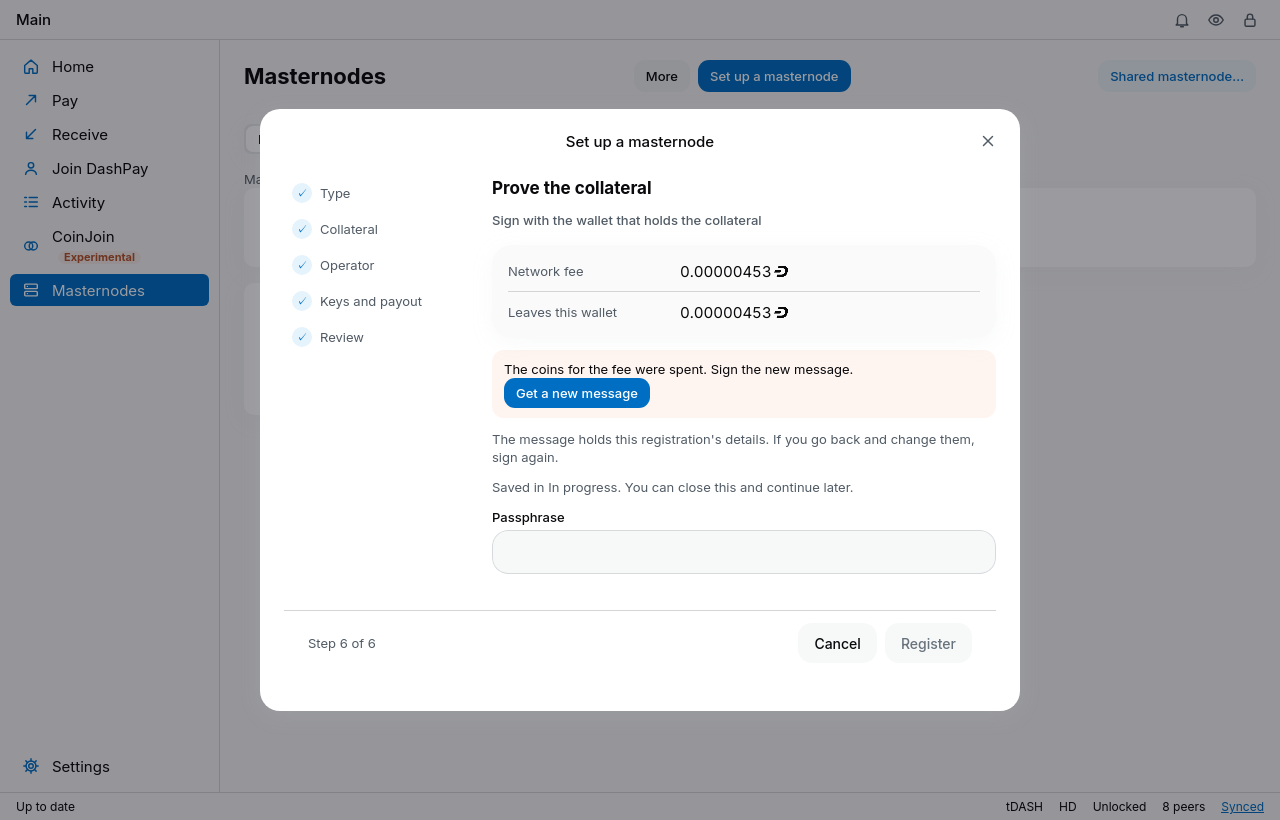 Main
Home
Pay
Receive
Join DashPay
Activity
CoinJoin
Experimental
Masternodes
Settings
Masternodes
More
Set up a masternode
Shared masternode...
Set up a masternode
✓ Type
✓ Collateral
✓ Operator
✓ Keys and payout
✓ Review
Prove the collateral
Sign with the wallet that holds the collateral
Network fee 0.00000453
Leaves this wallet 0.00000453
The coins for the fee were spent. Sign the new message.
Get a new message
The message holds this registration's details. If you go back and change them,
sign again.
Saved in In progress. You can close this and continue later.
Passphrase
Step 6 of 6
Cancel
Register
Up to date
tDASH HD Unlocked 8 peers Synced